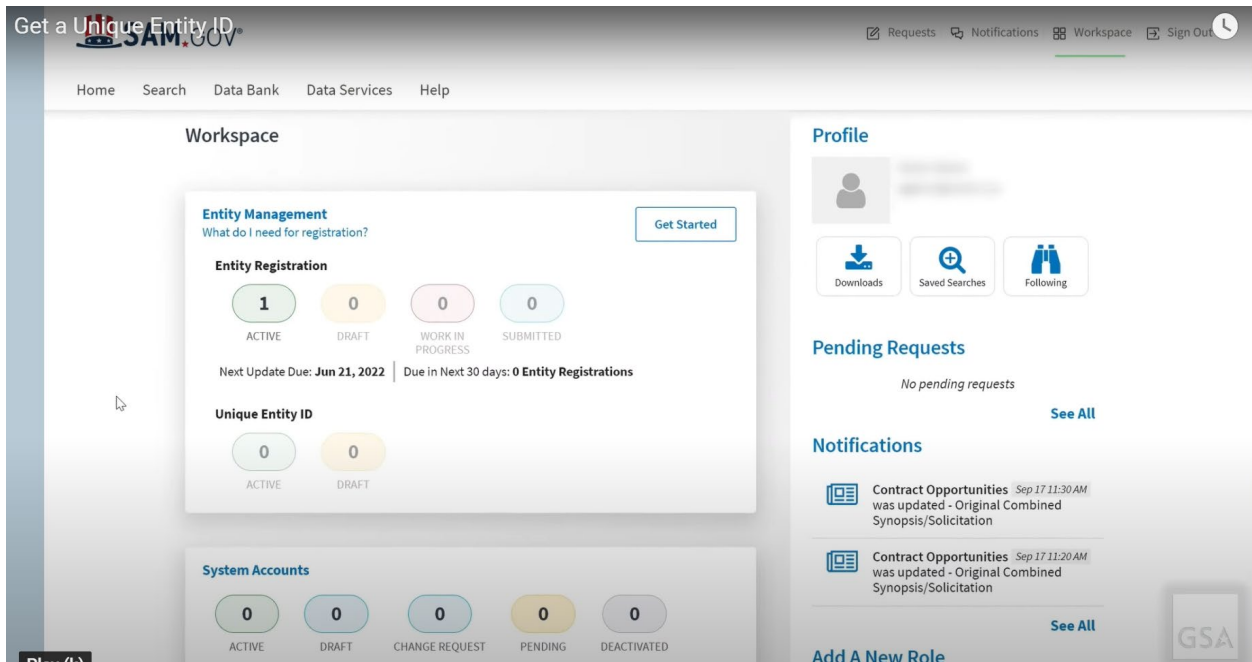 Get a Unique Entity ID
SAM.GOV®
Requests Notifications Workspace Sign Out
Home Search Data Bank Data Services Help
Workspace
Entity Management
What do I need for registration?
Get Started
Entity Registration
1 0 0 0
ACTIVE DRAFT WORK IN PROGRESS SUBMITTED
Next Update Due: Jun 21, 2022 | Due in Next 30 days: 0 Entity Registrations
Unique Entity ID
0 0
ACTIVE DRAFT
System Accounts
0 0 0 0 0
ACTIVE DRAFT CHANGE REQUEST PENDING DEACTIVATED
Profile
Downloads Saved Searches Following
Pending Requests
No pending requests
See All
Notifications
Contract Opportunities Sep 17 11:30 AM
was updated - Original Combined
Synopsis/Solicitation
Contract Opportunities Sep 17 11:20 AM
was updated - Original Combined
Synopsis/Solicitation
See All
Add A New Role
GSA
Play (k)